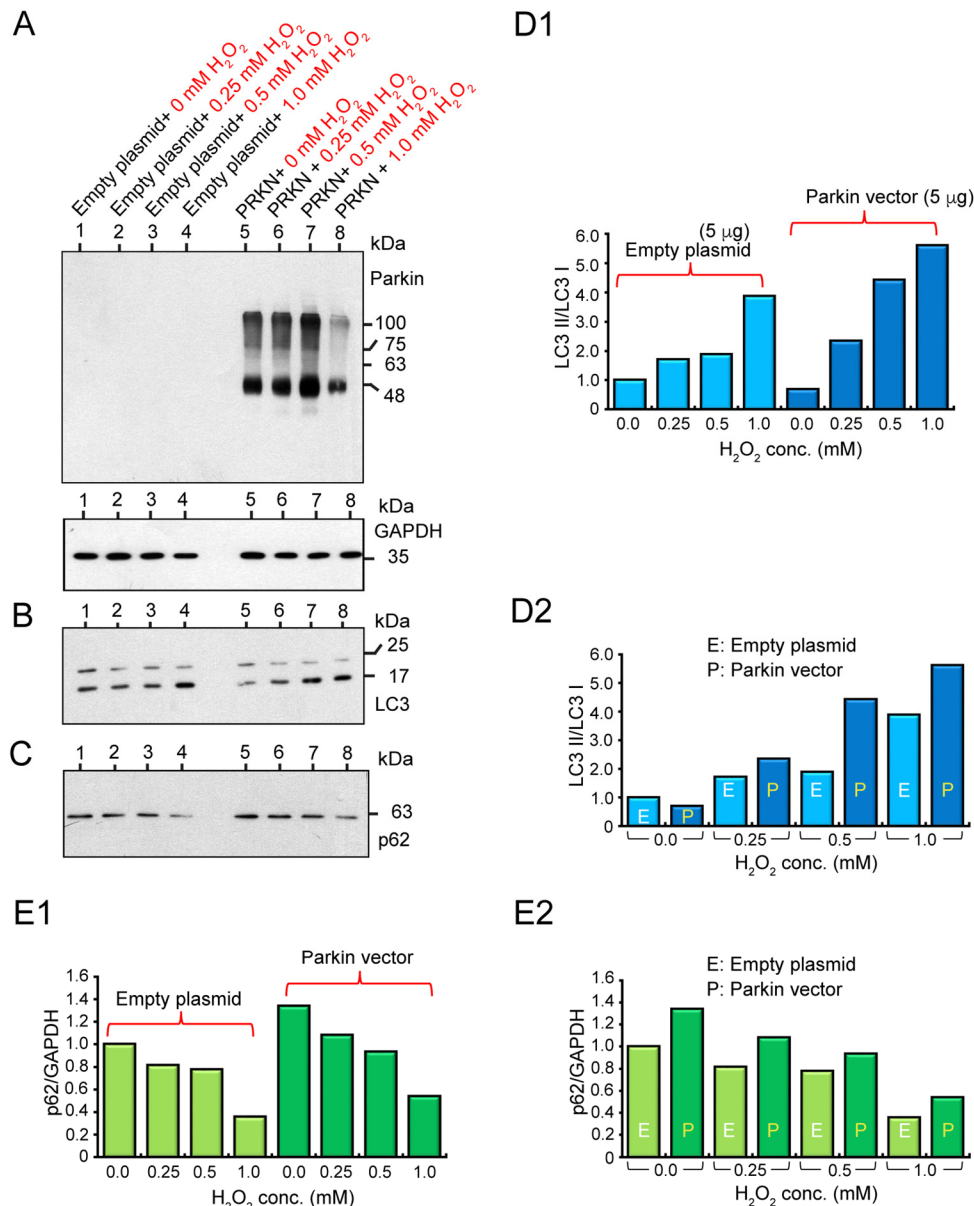 A
Empty plasmid+ 0 mM H2O2
Empty plasmid+ 0.25 mM H2O2
Empty plasmid+ 0.5 mM H2O2
Empty plasmid+ 1.0 mM H2O2
PRKN+ 0 mM H2O2
PRKN + 0.25 mM H2O2
PRKN+ 0.5 mM H2O2
PRKN + 1.0 mM H2O2
1 2 3 4 5 6 7 8
kDa
Parkin
100
75
63
48
1 2 3 4 5 6 7 8
kDa
GAPDH
35
B
1 2 3 4 5 6 7 8
kDa
25
17
LC3
C
1 2 3 4 5 6 7 8
kDa
63
p62
D1
Parkin vector (5 µg)
(5 µg)
Empty plasmid
LC3 II/LC3 I
6.0
5.0
4.0
3.0
2.0
1.0
0
0.0 0.25 0.5 1.0 0.0 0.25 0.5 1.0
H2O2 conc. (mM)
D2
E: Empty plasmid
P: Parkin vector
LC3 II/LC3 I
6.0
5.0
4.0
3.0
2.0
1.0
0
E P E P E P E P
0.0 0.25 0.5 1.0
H2O2 conc. (mM)
E1
Parkin vector
Empty plasmid
p62/GAPDH
1.6
1.4
1.2
1.0
0.8
0.6
0.4
0.2
0
0.0 0.25 0.5 1.0 0.0 0.25 0.5 1.0
H2O2 conc. (mM)
E2
E: Empty plasmid
P: Parkin vector
p62/GAPDH
1.6
1.4
1.2
1.0
0.8
0.6
0.4
0.2
0
E P E P E P E P
0.0 0.25 0.5 1.0
H2O2 conc. (mM)